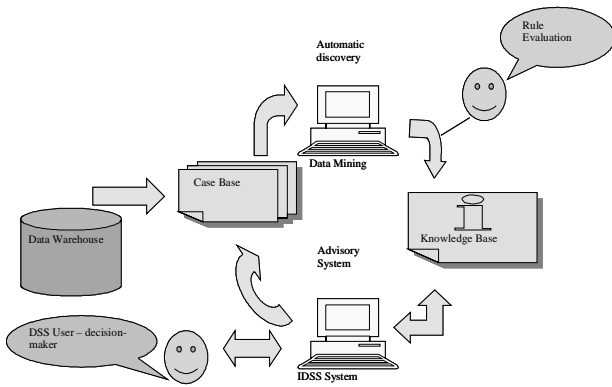 Rule
Evaluation
Automatic
discovery
Data Mining
Case Base
Data Warehouse
Knowledge Base
Advisory
System
DSS User – decision-
maker
IDSS System